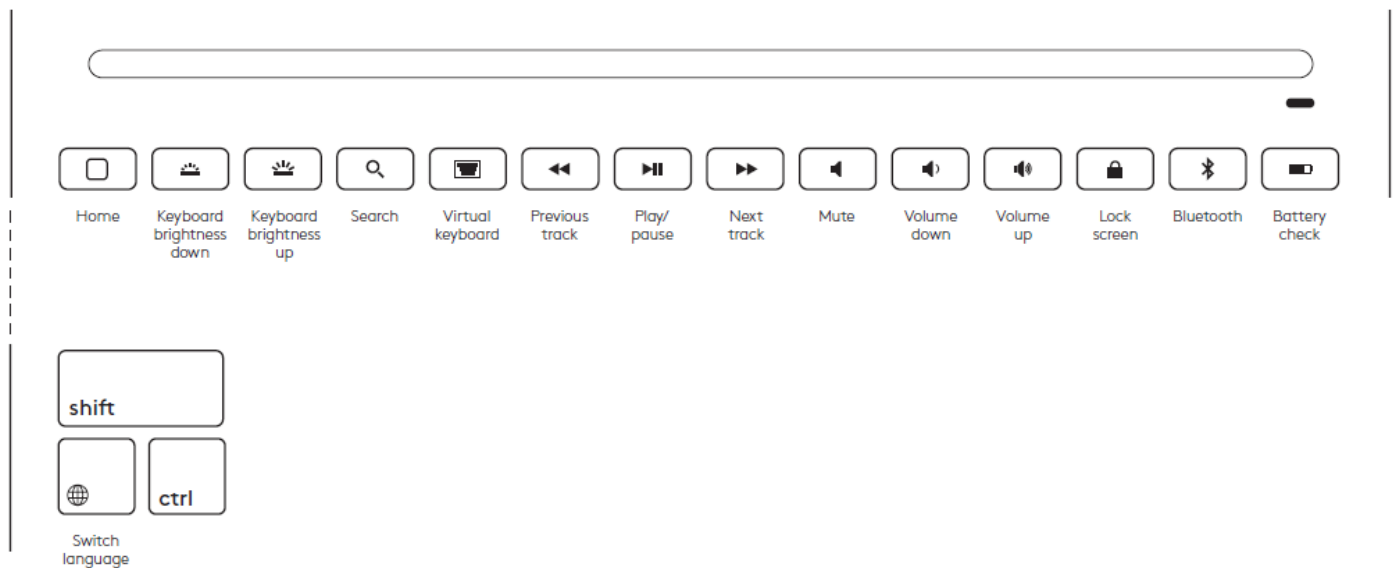 Home
Keyboard
brightness
down
Keyboard
brightness
up
Search
Virtual
keyboard
Previous
track
Play/
pause
Next
track
Mute
Volume
down
Volume
up
Lock
screen
Bluetooth
Battery
check
shift
ctrl
Switch
language